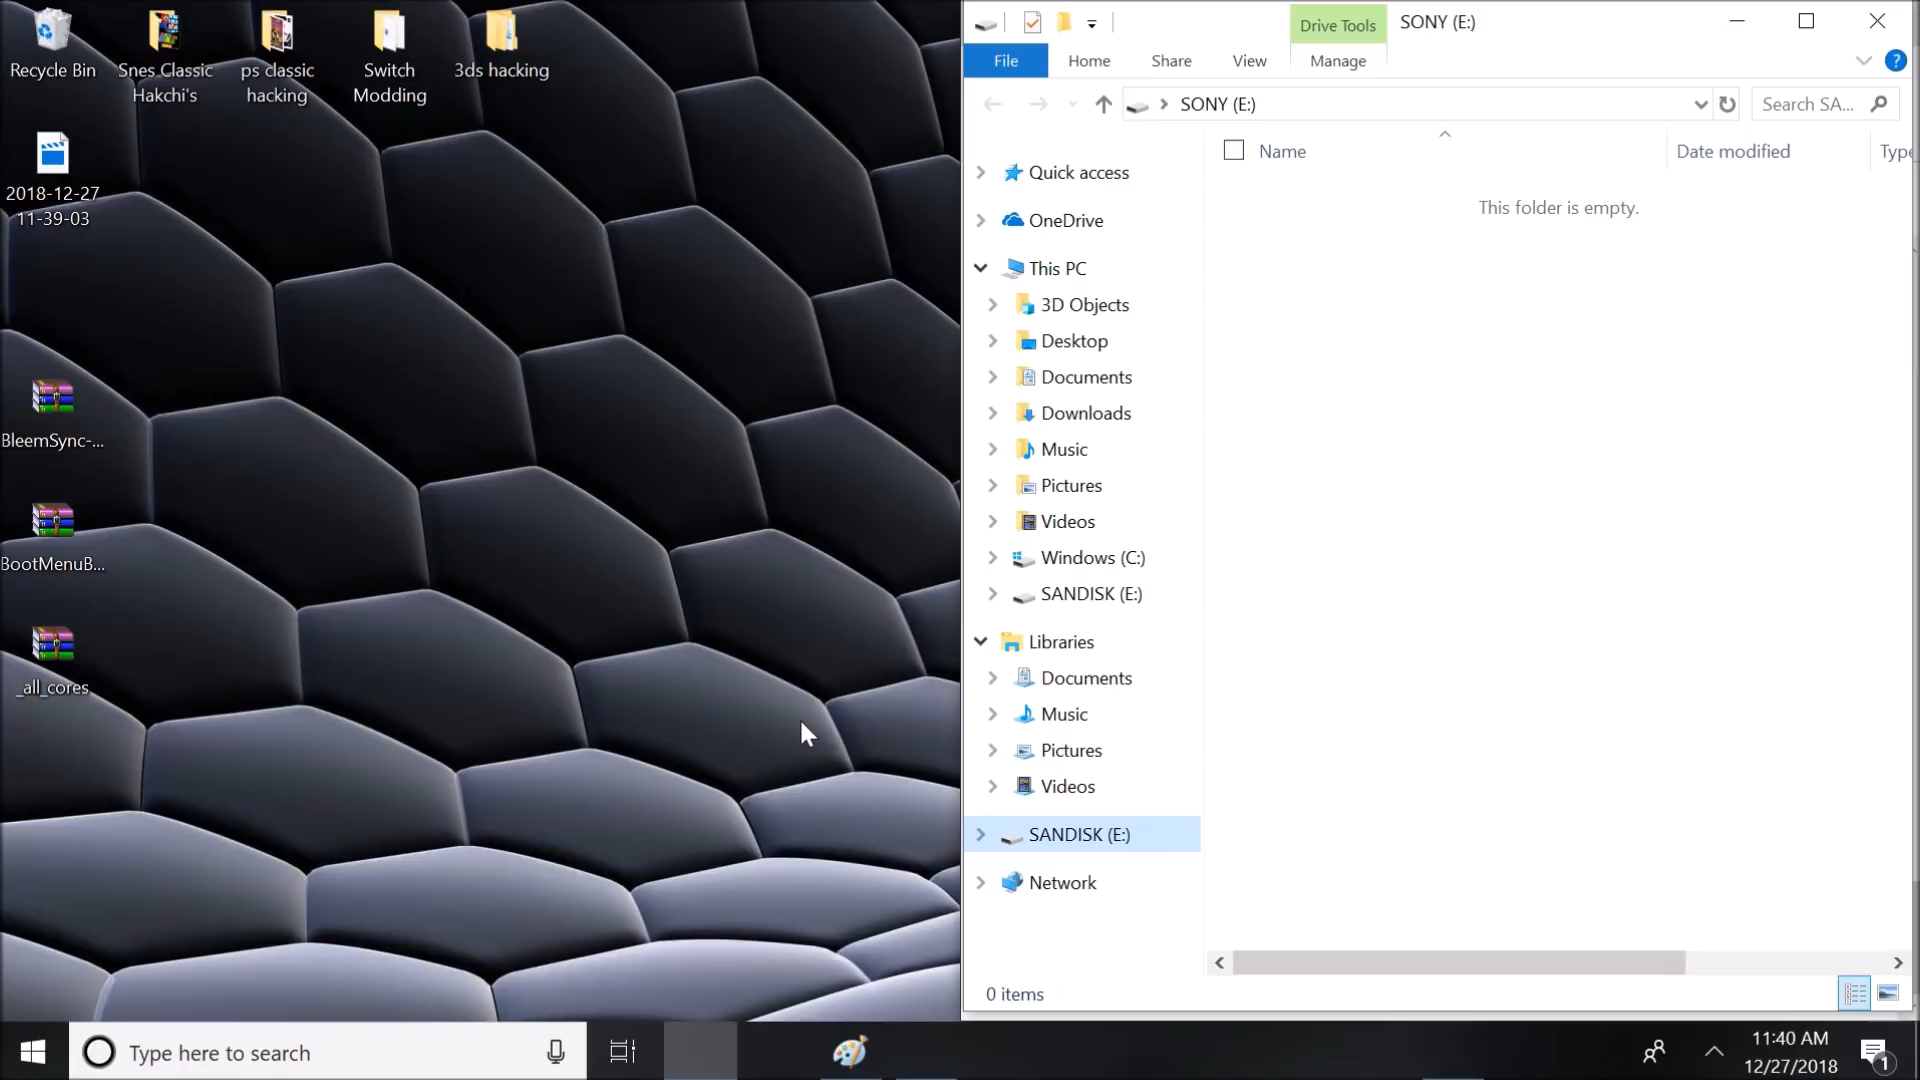 Recycle Bin
Snes Classic
Hakchi's
ps classic
hacking
Switch
Modding
3ds hacking
2018-12-27
11-39-03
BleemSync-...
BootMenuB...
_all_cores
Drive Tools
SONY (E:)
File
Home
Share
View
Manage
?
SONY (E:)
Search SA...
Name
Date modified
Type
This folder is empty.
Quick access
OneDrive
This PC
3D Objects
Desktop
Documents
Downloads
Music
Pictures
Videos
Windows (C:)
SANDISK (E:)
Libraries
Documents
Music
Pictures
Videos
SANDISK (E:)
Network
0 items
Type here to search
11:40 AM
12/27/2018
1